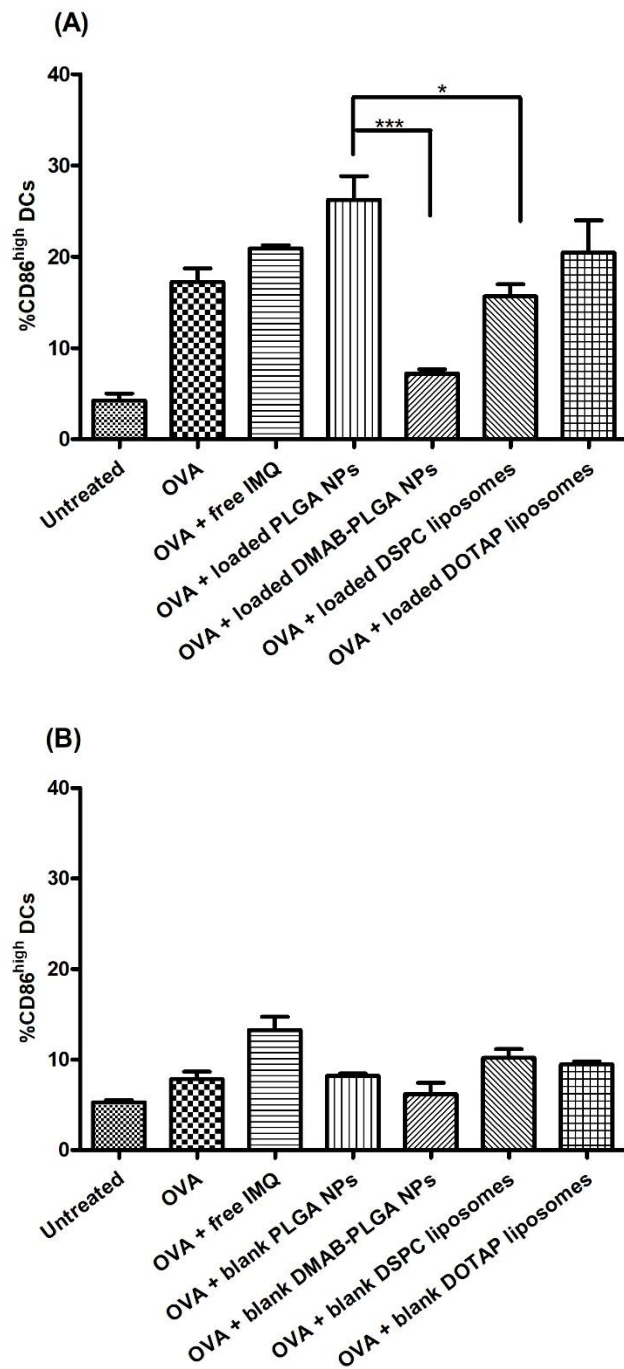 (A)
40
30
20
10
0
%CD86high DCs
*
***
Untreated
OVA
OVA + free IMQ
OVA + loaded PLGA NPs
OVA + loaded DMAB-PLGA NPs
OVA + loaded DSPC liposomes
OVA + loaded DOTAP liposomes
(B)
40
30
20
10
0
%CD86high DCs
Untreated
OVA
OVA + free IMQ
OVA + blank PLGA NPs
OVA + blank DMAB-PLGA NPs
OVA + blank DSPC liposomes
OVA + blank DOTAP liposomes